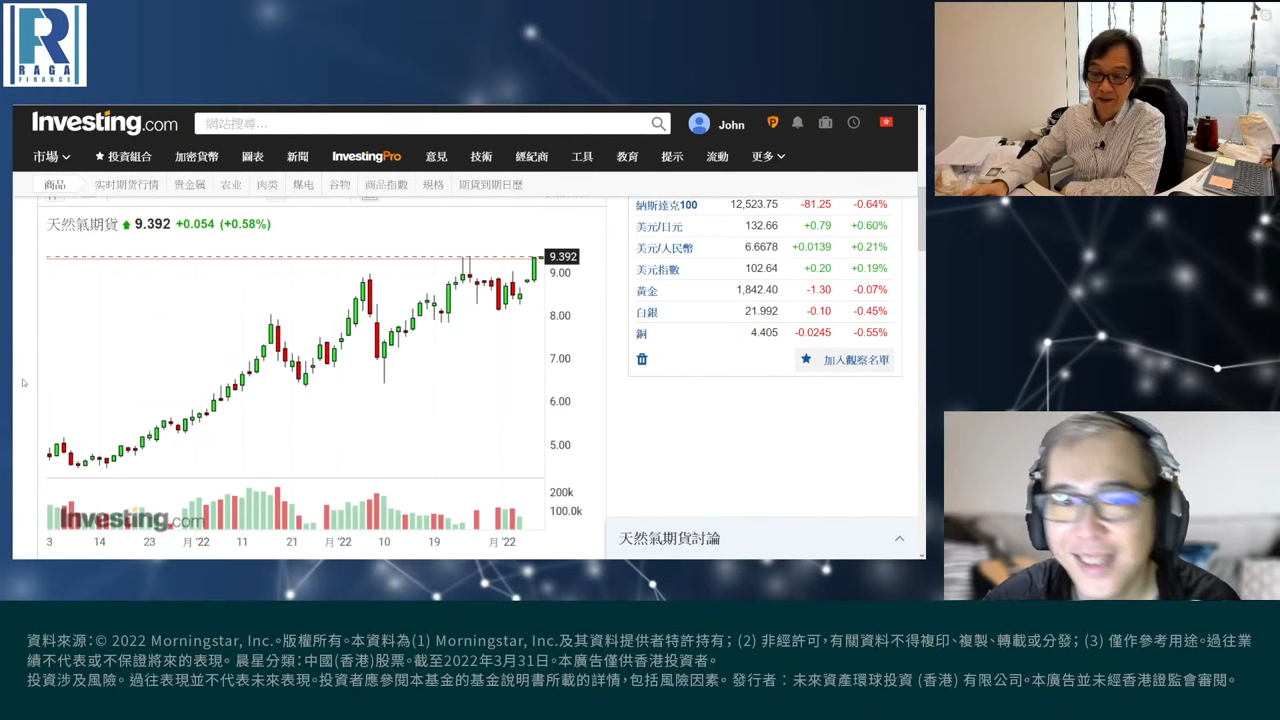 RAGA
FINANCE
Investing.com
網站搜尋...
John
市場
投資組合
加密貨幣
圖表
新聞
InvestingPro
意見
技術
經紀商
工具
教育
提示
流動
更多
商品
实时期货行情
贵金属
农业
肉类
煤电
谷物
商品指數
規格
期貨到期日歷
天然氣期貨 9.392 +0.054 (+0.58%)
9.392
9.00
8.00
7.00
6.00
5.00
200k
100.0k
Investing.com
3 14 23 月 '22 11 21 月 '22 10 19 月 '22
納斯達克100 12,523.75 -81.25 -0.64%
美元/日元 132.66 +0.79 +0.60%
美元/人民幣 6.6678 +0.0139 +0.21%
美元指數 102.64 +0.20 +0.19%
黃金 1,842.40 -1.30 -0.07%
白銀 21.992 -0.10 -0.45%
銅 4.405 -0.0245 -0.55%
加入觀察名單
天然氣期貨討論
資料來源：© 2022 Morningstar, Inc.。版權所有。本資料為(1) Morningstar, Inc.及其資料提供者特許持有； (2) 非經許可，有關資料不得複印、複製、轉載或分發； (3) 僅作參考用途。過往業
績不代表或不保證將來的表現。 晨星分類：中國(香港)股票。截至2022年3月31日。本廣告僅供香港投資者。
投資涉及風險。 過往表現並不代表未來表現。投資者應參閱本基金的基金說明書所載的詳情，包括風險因素。 發行者： 未來資產環球投資 (香港) 有限公司。本廣告並未經香港證監會審閱。